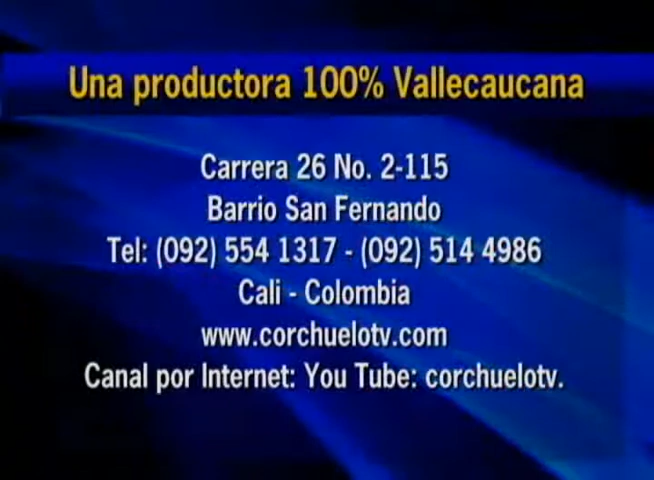 Una productora 100% Vallecaucana
Carrera 26 No. 2-115
Barrio San Fernando
Tel: (092) 554 1317 - (092) 514 4986
Cali - Colombia
www.corchuelotv.com
Canal por Internet: You Tube: corchuelotv.